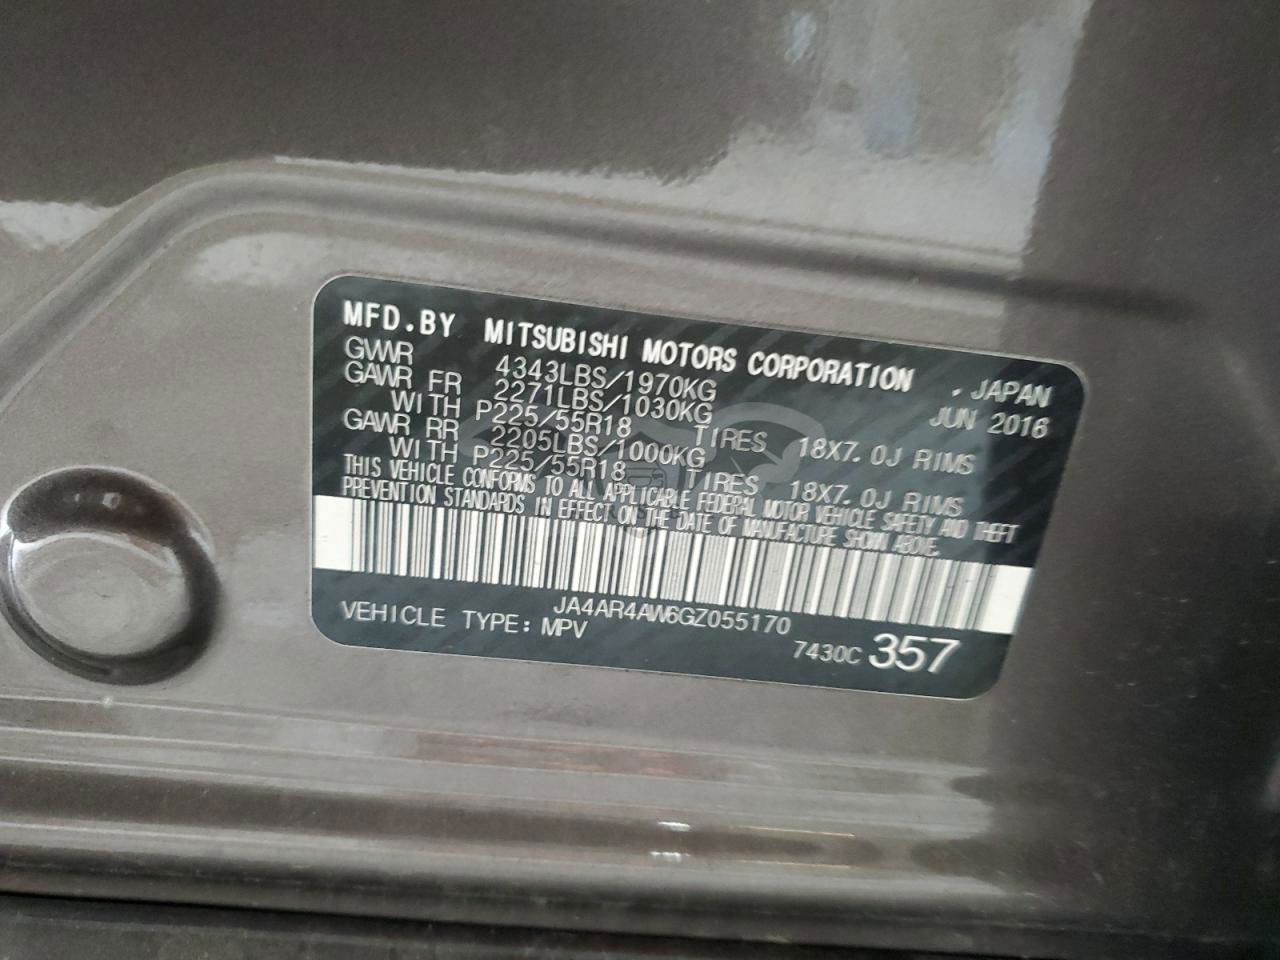 MFD.BY MITSUBISHI MOTORS CORPORATION , JAPAN
GVWR 4343LBS/1970KG JUN 2016
GAWR FR 2271LBS/1030KG
WITH P225/55R18 TIRES 18X7.0J RIMS
GAWR RR 2205LBS/1000KG
WITH P225/55R18 TIRES 18X7.0J RIMS
THIS VEHICLE CONFORMS TO ALL APPLICABLE FEDERAL MOTOR VEHICLE SAFETY AND THEFT
PREVENTION STANDARDS IN EFFECT ON THE DATE OF MANUFACTURE SHOWN ABOVE.
JA4AR4AW6GZ055170
VEHICLE TYPE: MPV
7430C 357